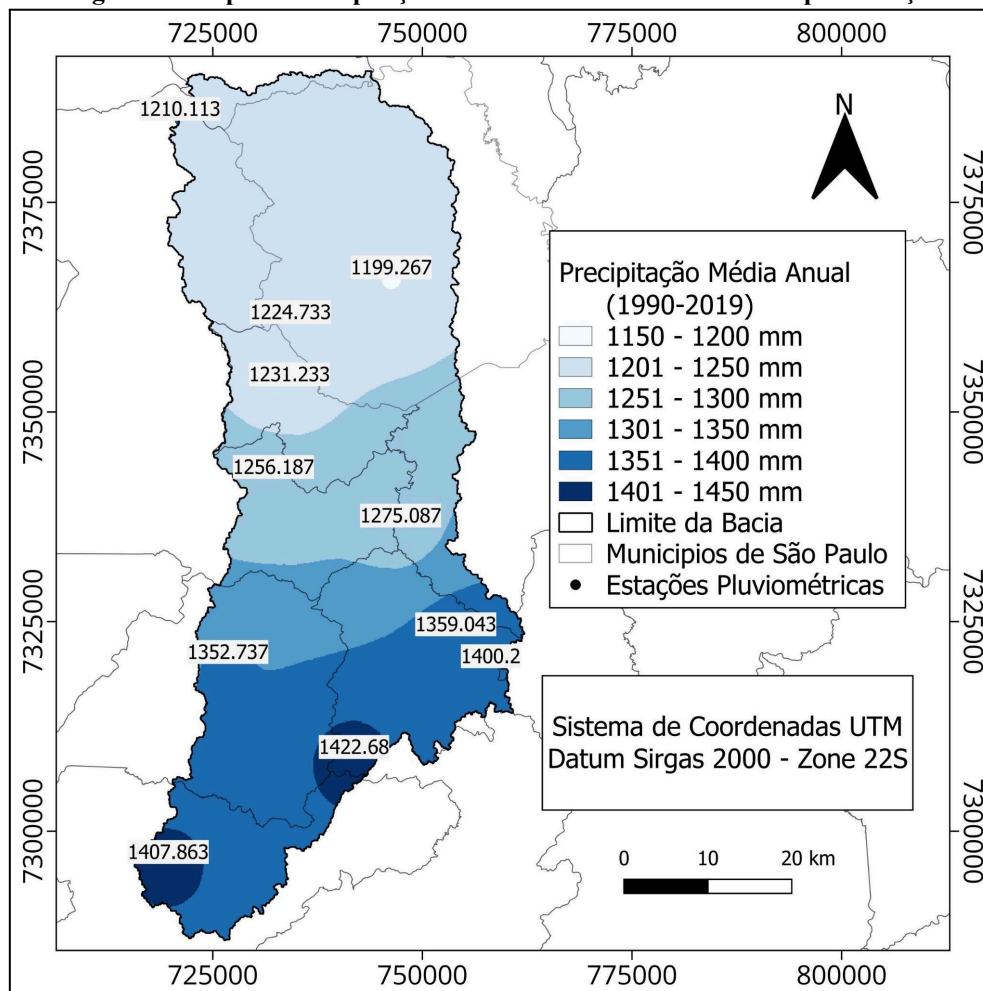 725000 750000 775000 800000
1210.113
N
7375000 7375000
1199.267
Precipitação Média Anual
(1990-2019)
1224.733
1150 - 1200 mm
1201 - 1250 mm
1231.233
1251 - 1300 mm
7350000 7350000
1301 - 1350 mm
1256.187
1351 - 1400 mm
1401 - 1450 mm
1275.087
Limite da Bacia
Municipios de São Paulo
Estações Pluviométricas
7325000 7325000
1359.043
1352.737
1400.2
Sistema de Coordenadas UTM
1422.68
Datum Sirgas 2000 - Zone 22S
7300000 7300000
1407.863
0 10 20 km
725000 750000 775000 800000